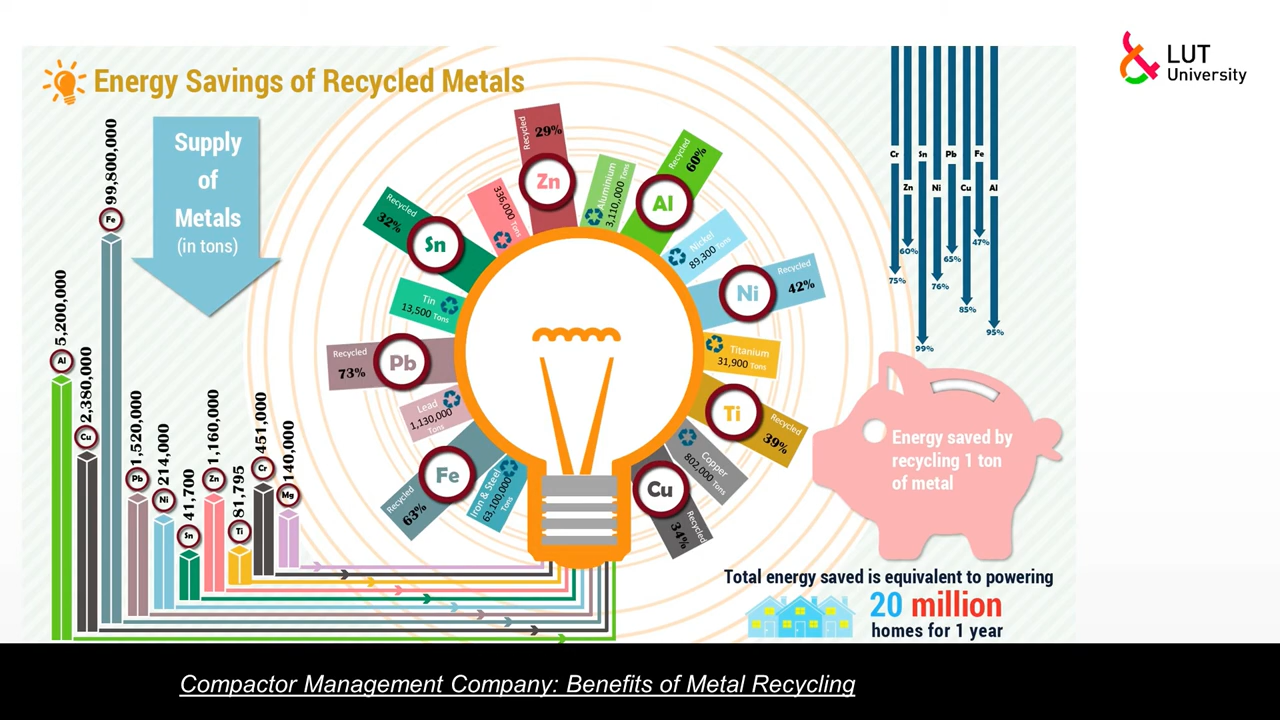 LUT
University
Energy Savings of Recycled Metals
Supply
of
Metals
(in tons)
Al 5,200,000
Cu 2,380,000
Fe 99,800,000
Pb 1,520,000
Ni 214,000
Sn 41,700
Zn 1,160,000
Ti 81,795
Cr 451,000
Mg 140,000
Recycled
63%
Fe
Iron & Steel
63,100,000
Tons
Lead
1,130,000
Tons
Recycled
73%
Pb
Tin
13,500 Tons
Recycled
32%
Sn
336,000 Tons
Recycled
29%
Zn
Aluminium
3,110,000 Tons
Recycled
60%
Al
Nickel
89,300 Tons
Recycled
42%
Ni
Titanium
31,900 Tons
Recycled
39%
Ti
Copper
802,000 Tons
Recycled
34%
Cu
Cr Sn Pb Fe
Zn Ni Cu Al
47%
60%
65%
75%
76%
85%
95%
99%
Energy saved by
recycling 1 ton
of metal
Total energy saved is equivalent to powering
20 million
homes for 1 year
Compactor Management Company: Benefits of Metal Recycling